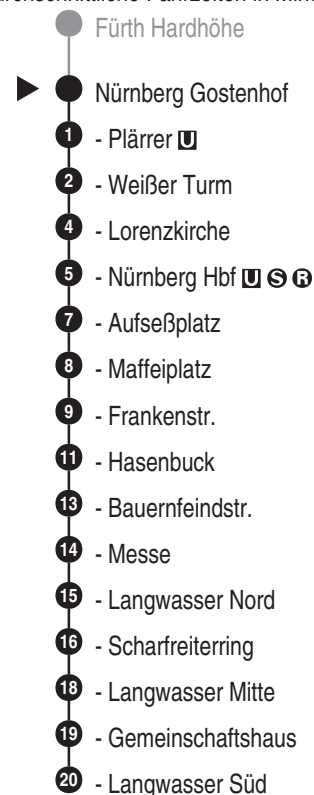 Fürth Hardhöhe
Nürnberg Gostenhof
1 - Plärrer U
2 - Weißer Turm
4 - Lorenzkirche
5 - Nürnberg Hbf U S R
7 - Aufseßplatz
8 - Maffeiplatz
9 - Frankenstr.
11 - Hasenbuck
13 - Bauernfeindstr.
14 - Messe
15 - Langwasser Nord
16 - Scharfreiterring
18 - Langwasser Mitte
19 - Gemeinschaftshaus
20 - Langwasser Süd